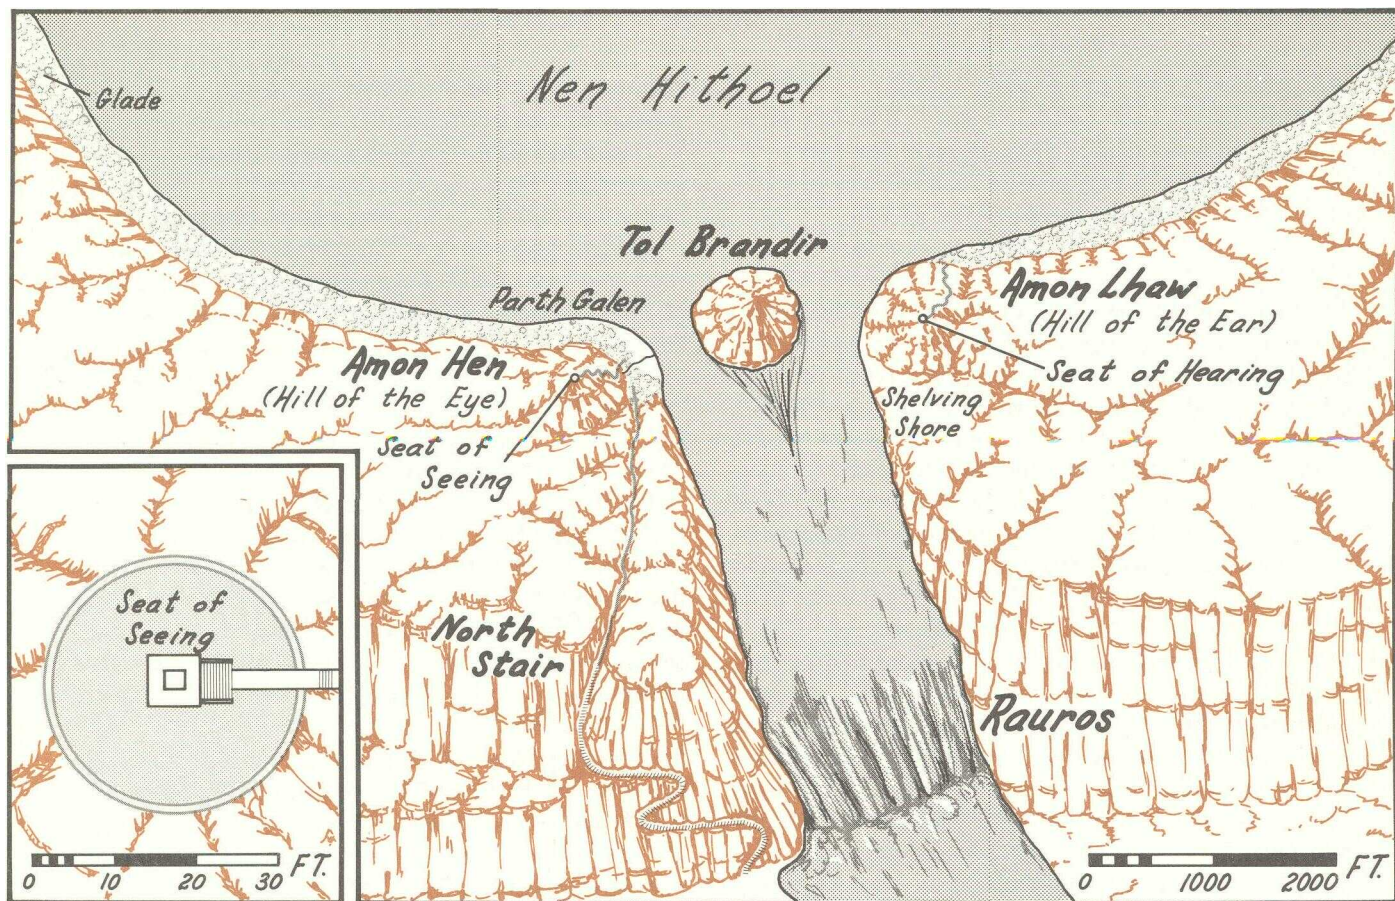 Nen Hithoel
Glade
Tol Brandir
Parth Galen
Amon Lhaw
(Hill of the Ear)
Amon Hen
(Hill of the Eye)
Seat of Hearing
Shelving
Shore
Seat of
Seeing
Seat of
Seeing
North
Stair
Rauros
0 10 20 30 FT.
0 1000 2000 FT.